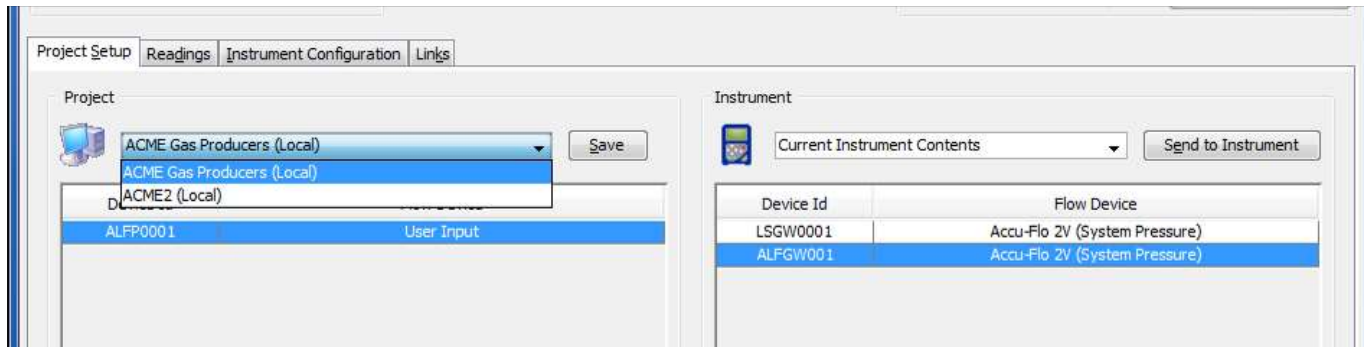 Project Setup Readings Instrument Configuration Links
Project
ACME Gas Producers (Local)
Save
ACME Gas Producers (Local)
ACME2 (Local)
ALFP0001 User Input
Instrument
Current Instrument Contents
Send to Instrument
Device Id Flow Device
LSGW0001 Accu-Flo 2V (System Pressure)
ALFGW001 Accu-Flo 2V (System Pressure)